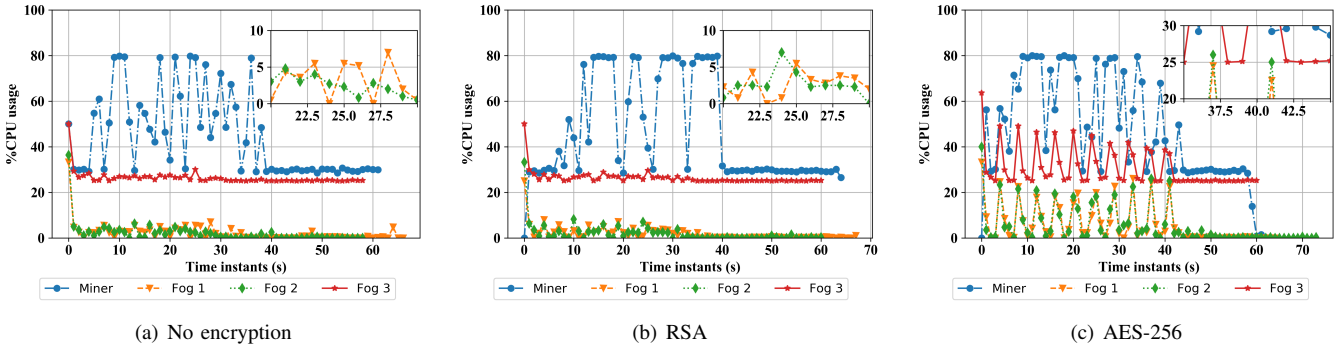 100
80
60
40
20
0
%CPU usage
0 10 20 30 40 50 60
Time instants (s)
10
5
0
22.5 25.0 27.5
Miner Fog 1 Fog 2 Fog 3
(a) No encryption
100
80
60
40
20
0
%CPU usage
0 10 20 30 40 50 60 70
Time instants (s)
10
5
0
22.5 25.0 27.5
Miner Fog 1 Fog 2 Fog 3
(b) RSA
100
80
60
40
20
0
%CPU usage
0 10 20 30 40 50 60 70
Time instants (s)
30
25
20
37.5 40.0 42.5
Miner Fog 1 Fog 2 Fog 3
(c) AES-256